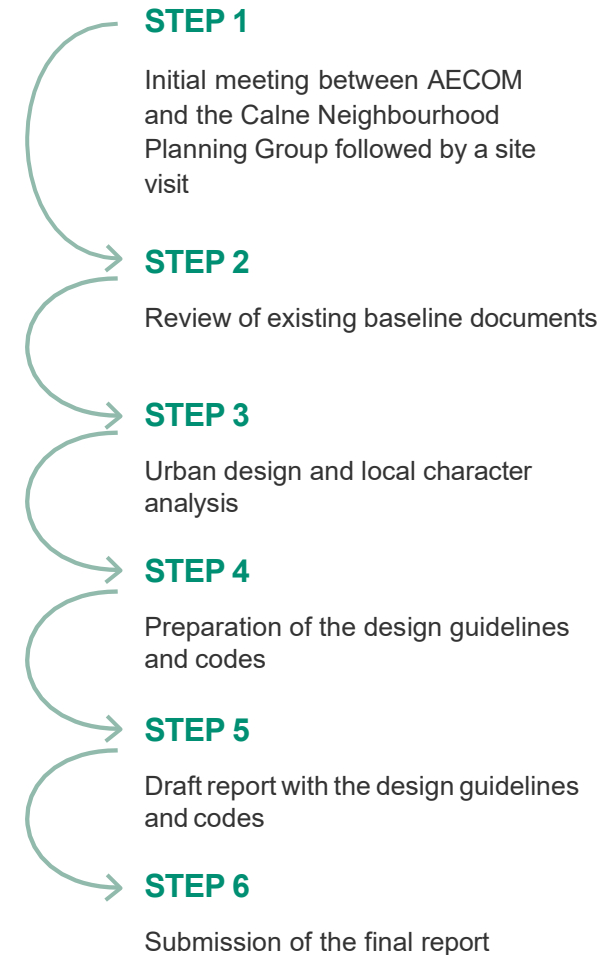 STEP 1
Initial meeting between AECOM
and the Calne Neighbourhood
Planning Group followed by a site
visit
STEP 2
Review of existing baseline documents
STEP 3
Urban design and local character
analysis
STEP 4
Preparation of the design guidelines
and codes
STEP 5
Draft report with the design guidelines
and codes
STEP 6
Submission of the final report